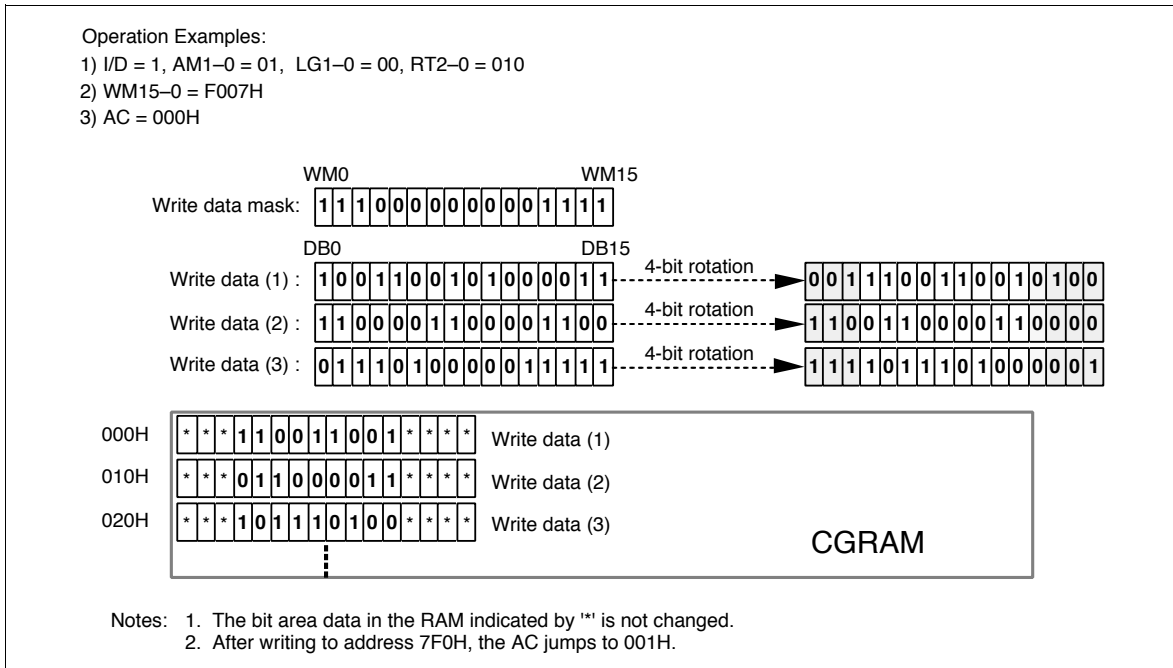 Operation Examples:
1) I/D = 1, AM1–0 = 01, LG1–0 = 00, RT2–0 = 010
2) WM15–0 = F007H
3) AC = 000H
WM0 WM15
Write data mask: 1 1 1 0 0 0 0 0 0 0 0 0 1 1 1 1
DB0 DB15
Write data (1) : 1 0 0 1 1 0 0 1 0 1 0 0 0 0 1 1 4-bit rotation 0 0 1 1 1 0 0 1 1 0 0 1 0 1 0 0
Write data (2) : 1 1 0 0 0 0 1 1 0 0 0 0 1 1 0 0 4-bit rotation 1 1 0 0 1 1 0 0 0 0 1 1 0 0 0 0
Write data (3) : 0 1 1 1 0 1 0 0 0 0 0 1 1 1 1 1 4-bit rotation 1 1 1 1 0 1 1 1 0 1 0 0 0 0 0 1
000H * * * 1 1 0 0 1 1 0 0 1 * * * * Write data (1)
010H * * * 0 1 1 0 0 0 0 1 1 * * * * Write data (2)
020H * * * 1 0 1 1 1 0 1 0 0 * * * * Write data (3)
CGRAM
Notes: 1. The bit area data in the RAM indicated by '*' is not changed.
2. After writing to address 7F0H, the AC jumps to 001H.